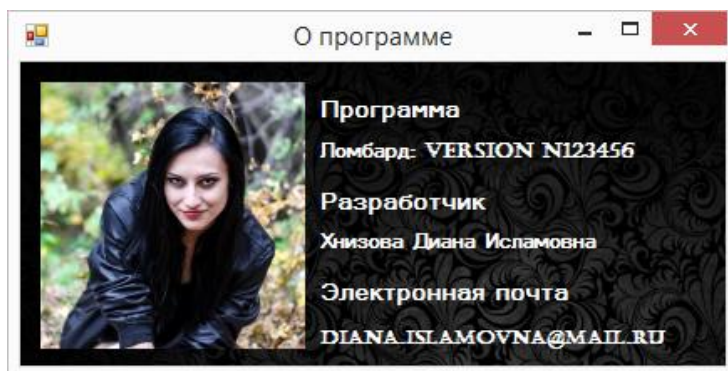 О программе
Программа
Ломбард: VERSION N123456
Разработчик
Хнизова Диана Исламовна
Электронная почта
DIANA_ISLAMOVNA@MAIL.RU